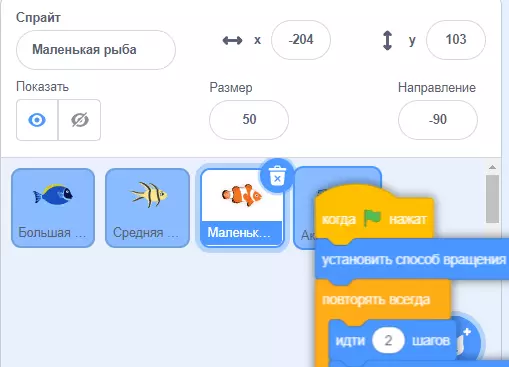 Спрайт
Маленькая рыба
x -204
y 103
Показать
Размер
Направление
50
-90
Большая ...
Средняя ...
Маленьк...
когда нажат
установить способ вращения
повторять всегда
идти 2 шагов